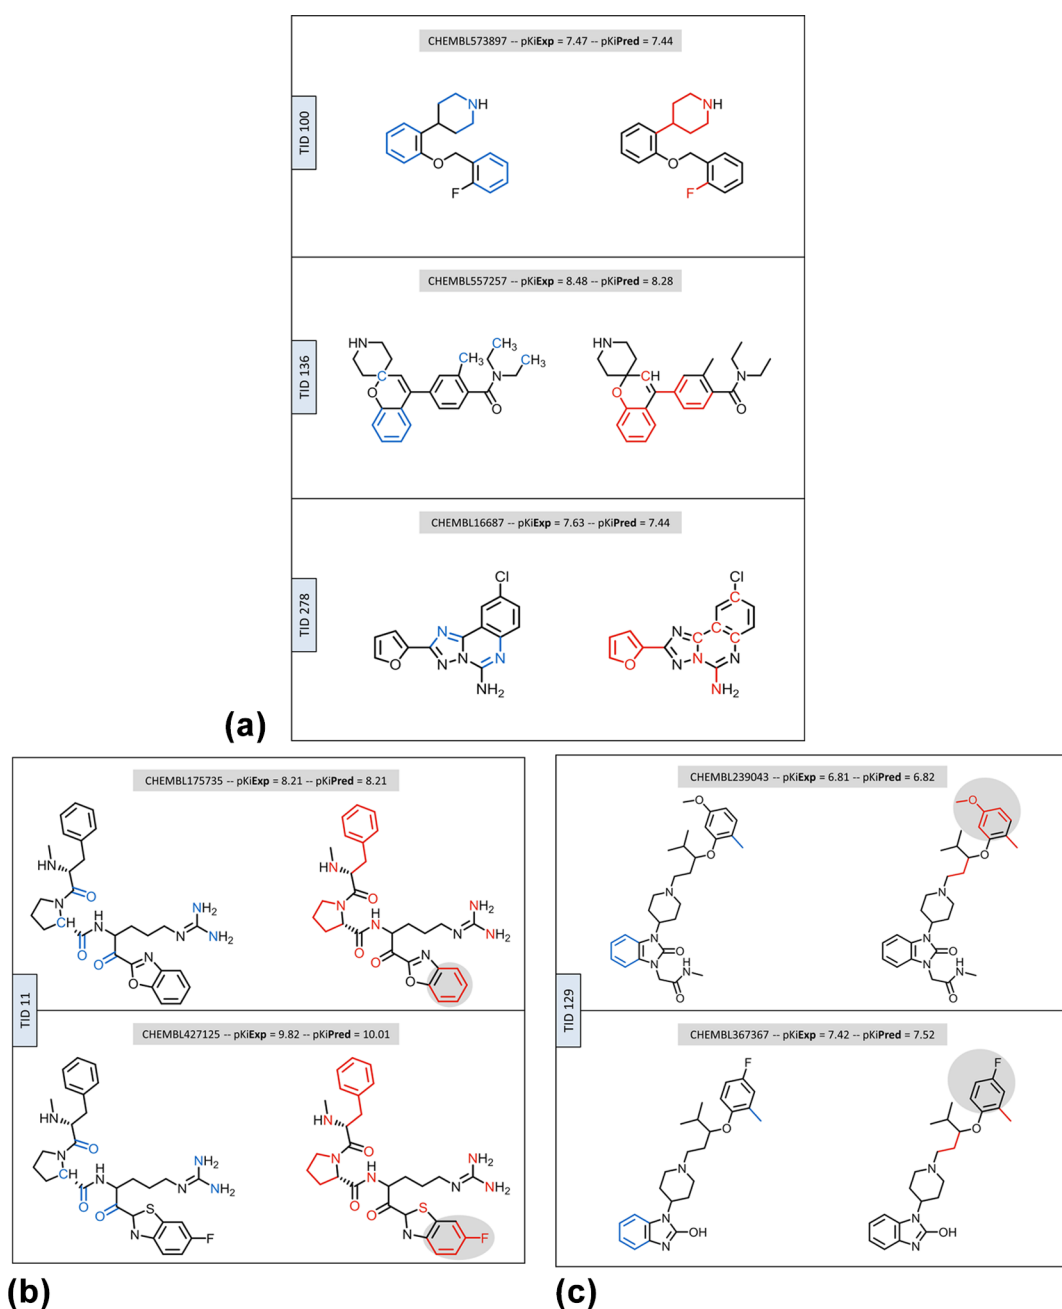 CHEMBL573897 -- pKiExp = 7.47 -- pKiPred = 7.44
TID 100
NH
O
F
NH
O
F
CHEMBL557257 -- pKiExp = 8.48 -- pKiPred = 8.28
TID 136
HN
O
CH3
CH3
CH3
N
O
HN
O
CH
N
O
CHEMBL16687 -- pKiExp = 7.63 -- pKiPred = 7.44
TID 278
Cl
N
O
N
N
N
NH2
Cl
C
N
C
C
C
O
N
N
C
N
NH2
(a)
CHEMBL175735 -- pKiExp = 8.21 -- pKiPred = 8.21
HN
N
O
CH
H
N
O
O
N
NH2
NH2
N
O
HN
N
O
H
N
O
O
N
NH2
NH2
N
O
TID 11
CHEMBL427125 -- pKiExp = 9.82 -- pKiPred = 10.01
HN
N
O
C
H
N
O
O
N
NH2
NH2
S
N
F
HN
N
O
H
N
O
O
N
NH2
NH2
S
N
F
(b)
CHEMBL239043 -- pKiExp = 6.81 -- pKiPred = 6.82
O
O
N
N
O
N
HN
O
O
O
N
N
O
N
HN
O
TID 129
CHEMBL367367 -- pKiExp = 7.42 -- pKiPred = 7.52
F
O
N
N
N
OH
F
O
N
N
N
OH
(c)